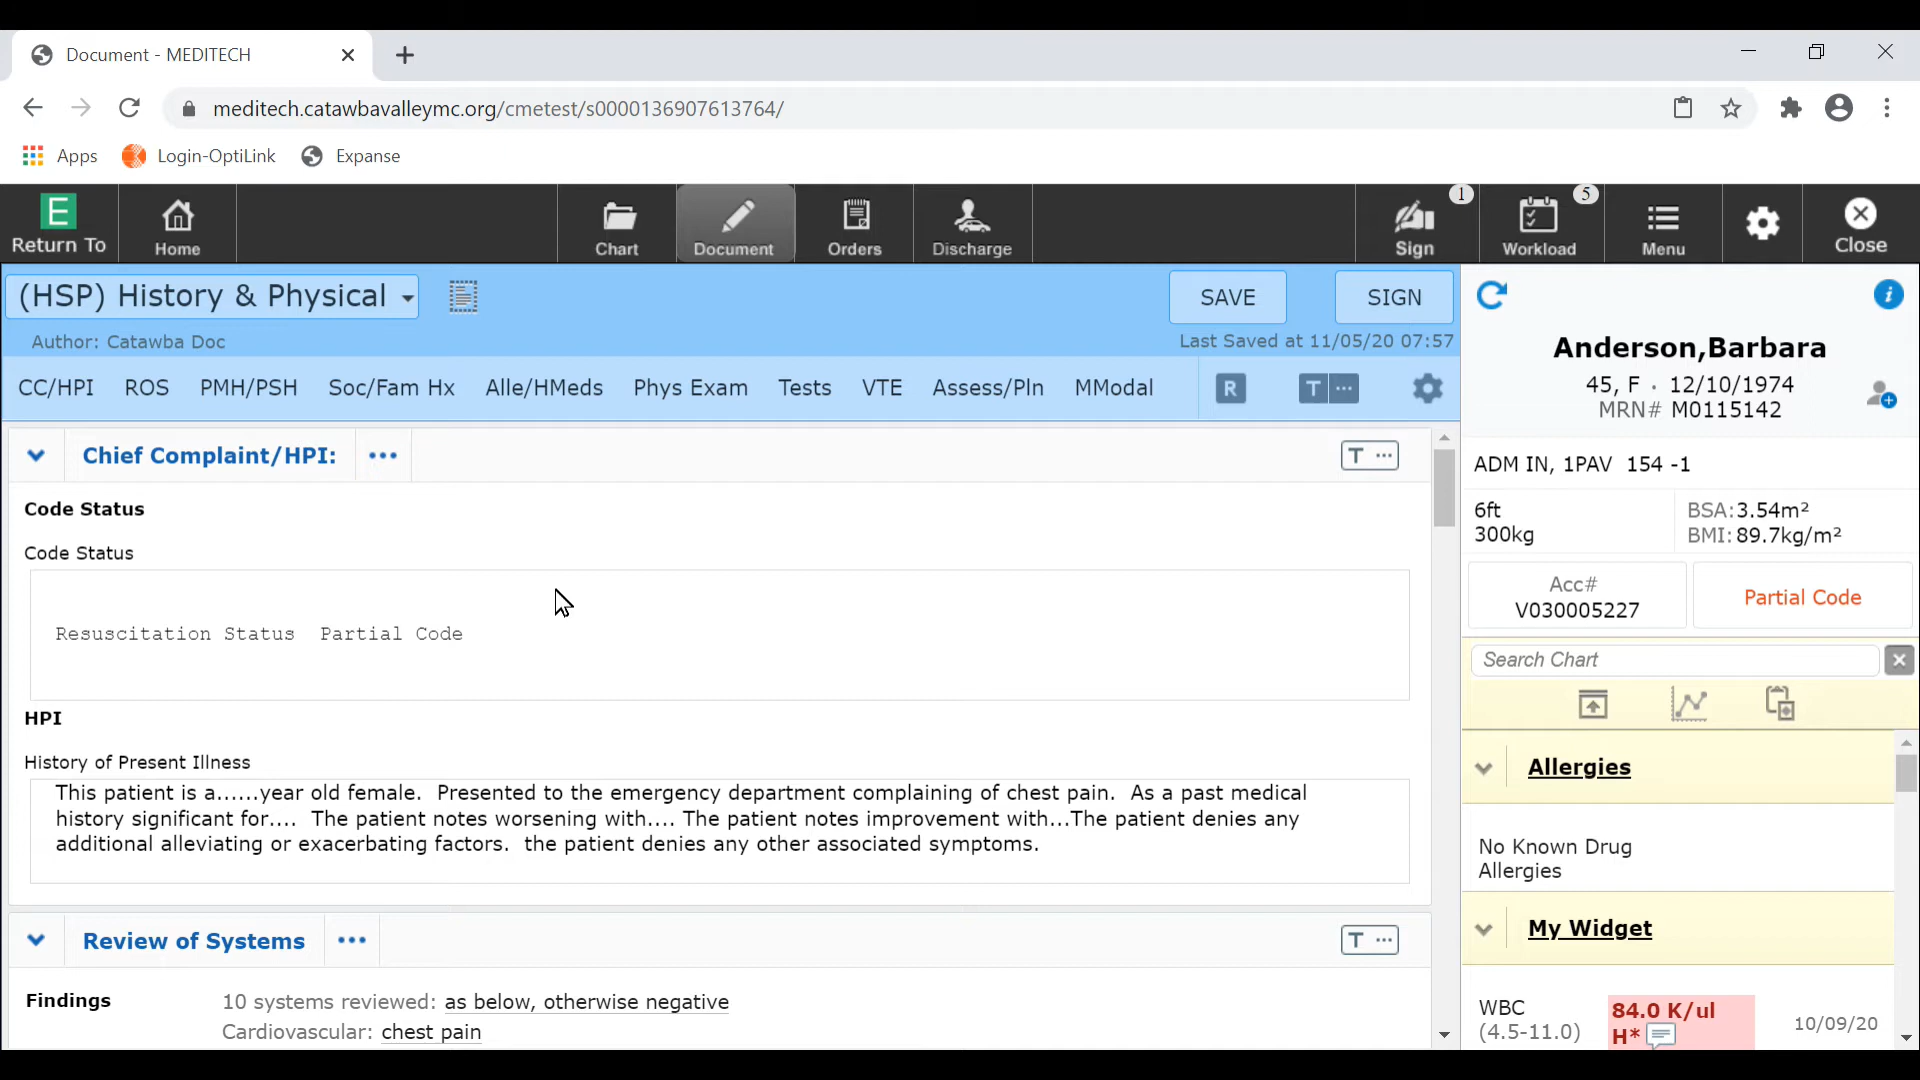 Document - MEDITECH
meditech.catawbavalleymc.org/cmetest/s0000136907613764/
Apps Login-OptiLink Expanse
E
Return To Home Chart Document Orders Discharge 1 Sign 5 Workload Menu Close
(HSP) History & Physical SAVE SIGN
Author: Catawba Doc Last Saved at 11/05/20 07:57
CC/HPI ROS PMH/PSH Soc/Fam Hx Alle/HMeds Phys Exam Tests VTE Assess/Pln MModal R T ...
Chief Complaint/HPI: ... T ...
Code Status
Code Status
Resuscitation Status Partial Code
HPI
History of Present Illness
This patient is a......year old female. Presented to the emergency department complaining of chest pain. As a past medical
history significant for.... The patient notes worsening with.... The patient notes improvement with...The patient denies any
additional alleviating or exacerbating factors. the patient denies any other associated symptoms.
Review of Systems ... T ...
Findings 10 systems reviewed: as below, otherwise negative
Cardiovascular: chest pain
i
Anderson,Barbara
45, F · 12/10/1974
MRN# M0115142
ADM IN, 1PAV 154 -1
6ft BSA:3.54m²
300kg BMI:89.7kg/m²
Acc#
V030005227
Partial Code
Search Chart
Allergies
No Known Drug
Allergies
My Widget
WBC 84.0 K/ul 10/09/20
(4.5-11.0) H*